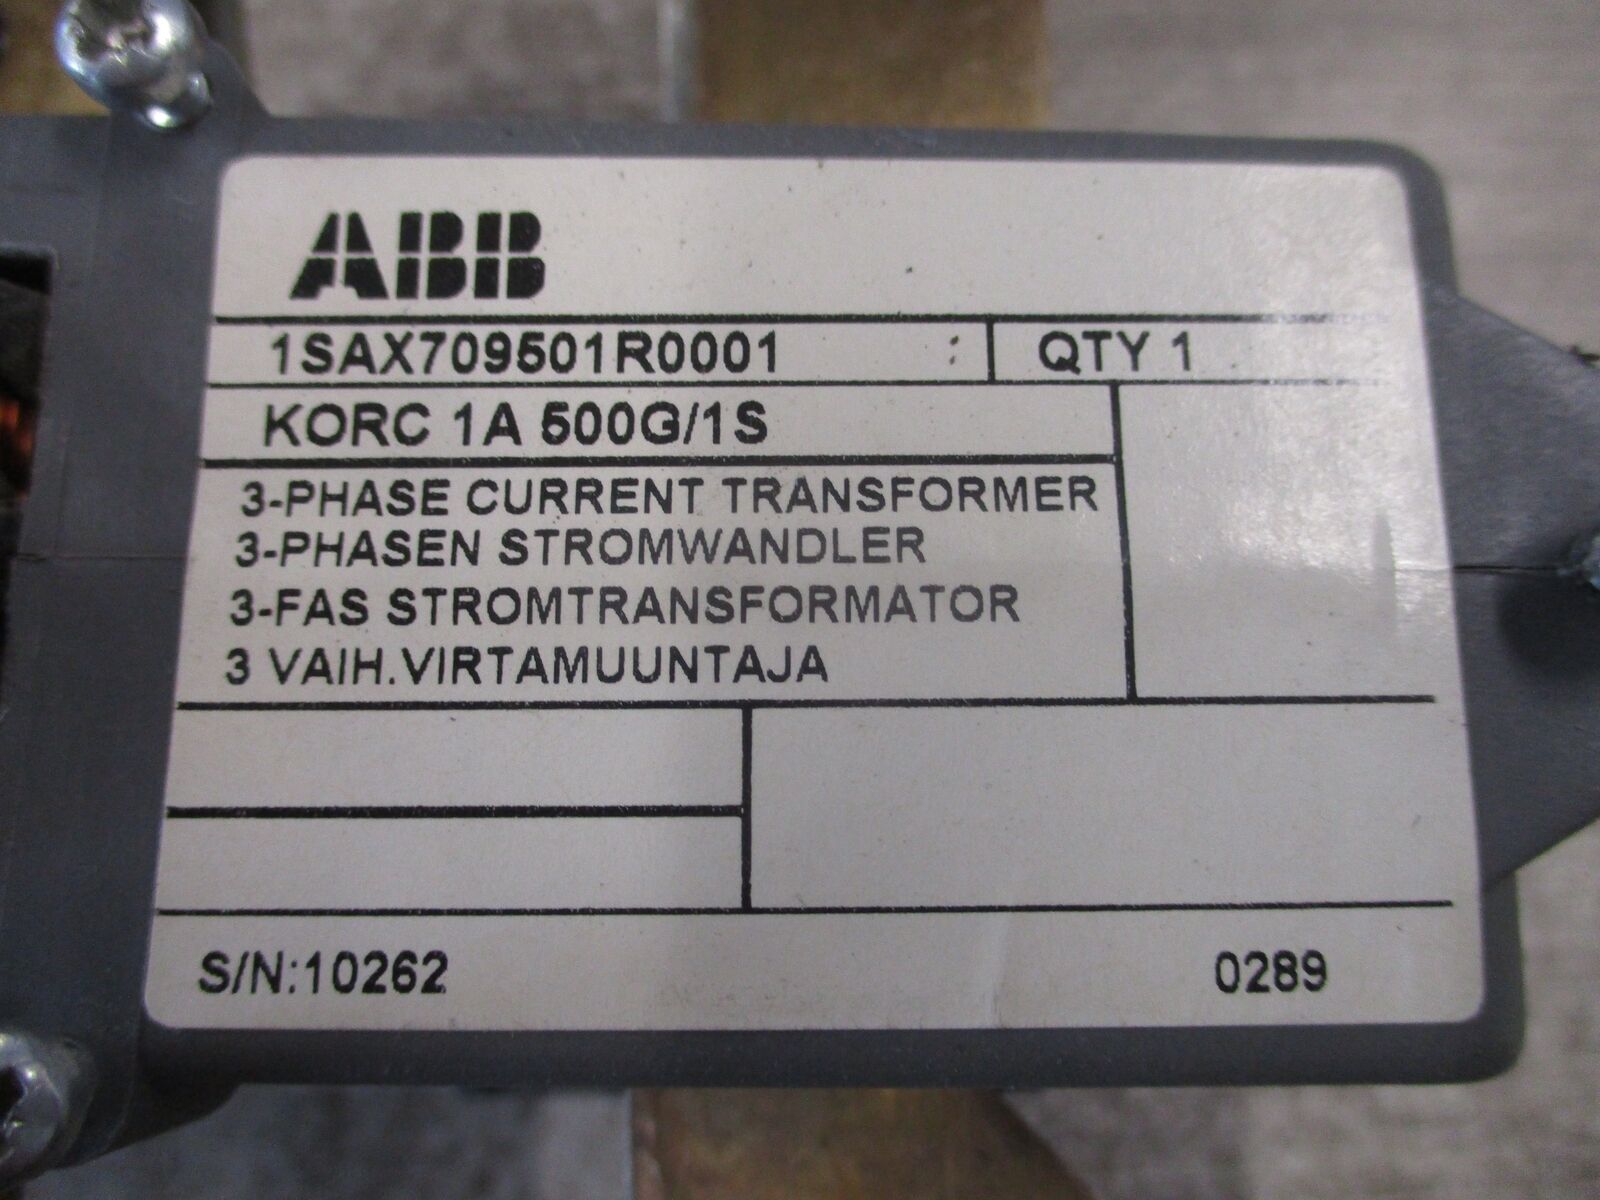 ABB
1SAX709501R0001 : QTY 1
KORC 1A 500G/1S
3-PHASE CURRENT TRANSFORMER
3-PHASEN STROMWANDLER
3-FAS STROMTRANSFORMATOR
3 VAIH.VIRTAMUUNTAJA
S/N:10262 0289